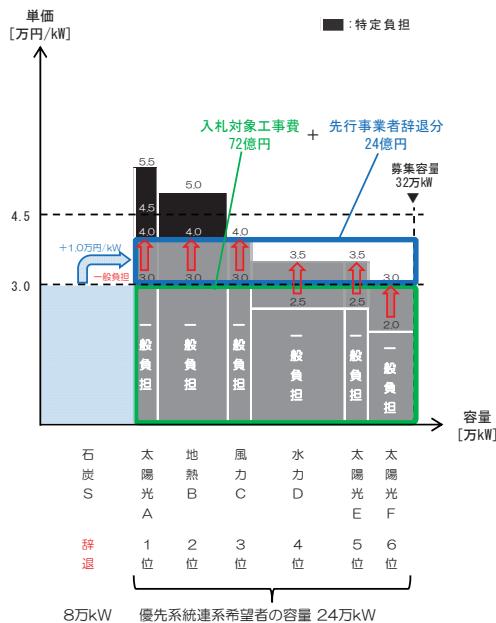 単価
[万円/kW]
:特定負担
入札対象工事費
72億円
+
先行事業者辞退分
24億円
募集容量
32万kW
5.5
5.0
4.5
4.5
4.0
4.0
4.0
3.5
3.5
+1.0万円/kW
一般負担
3.0
3.0
3.0
3.0
3.0
2.5
2.5
2.0
一般負担
一般負担
一般負担
一般負担
一般負担
一般負担
容量
[万kW]
石炭S
太陽光A
地熱B
風力C
水力D
太陽光E
太陽光F
辞退
1位
2位
3位
4位
5位
6位
8万kW
優先系統連系希望者の容量 24万kW